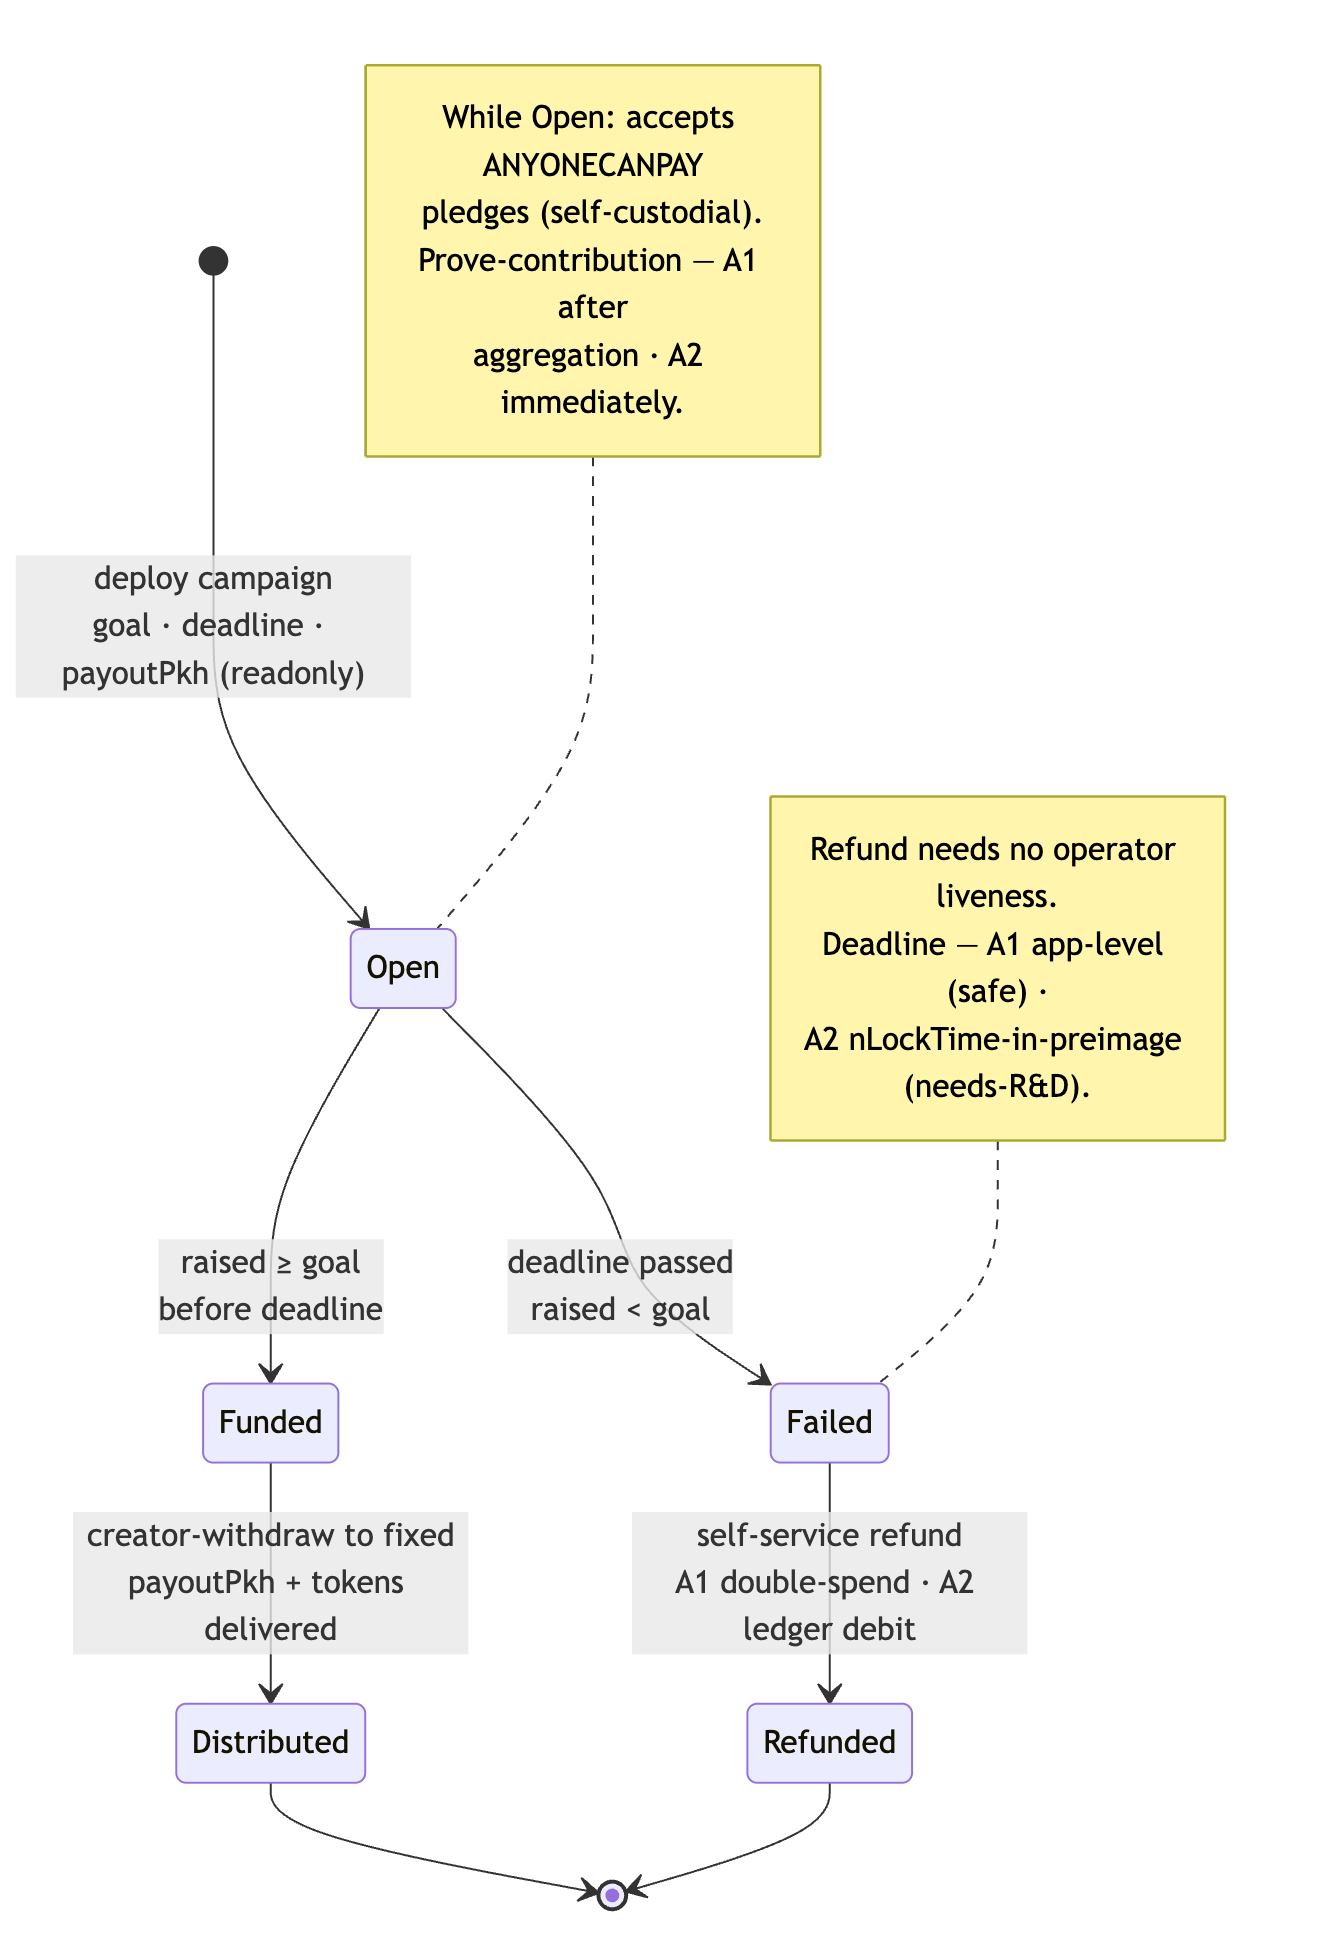 While Open: accepts
ANYONECANPAY
pledges (self-custodial).
Prove-contribution — A1
after
aggregation · A2
immediately.
deploy campaign
goal · deadline ·
payoutPkh (readonly)
Refund needs no operator
liveness.
Deadline — A1 app-level
(safe) ·
A2 nLockTime-in-preimage
(needs-R&D).
Open
raised ≥ goal
before deadline
deadline passed
raised < goal
Funded
Failed
creator-withdraw to fixed
payoutPkh + tokens
delivered
self-service refund
A1 double-spend · A2
ledger debit
Distributed
Refunded